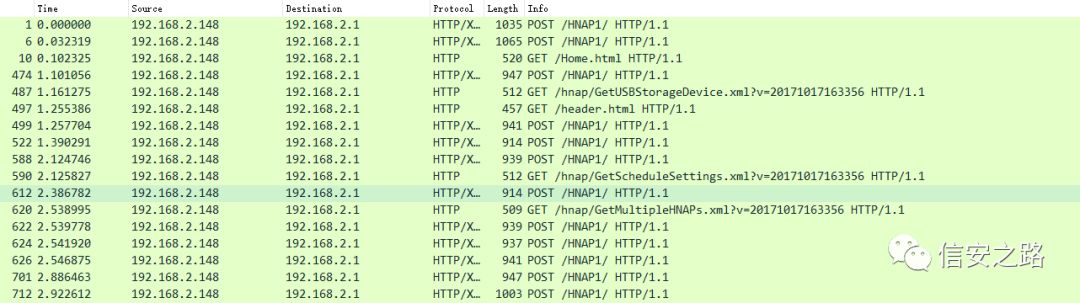 Time Source Destination Protocol Length Info
1 0.000000 192.168.2.148 192.168.2.1 HTTP/X… 1035 POST /HNAP1/ HTTP/1.1
6 0.032319 192.168.2.148 192.168.2.1 HTTP/X… 1065 POST /HNAP1/ HTTP/1.1
10 0.102325 192.168.2.148 192.168.2.1 HTTP 520 GET /Home.html HTTP/1.1
474 1.101056 192.168.2.148 192.168.2.1 HTTP/X… 947 POST /HNAP1/ HTTP/1.1
487 1.161275 192.168.2.148 192.168.2.1 HTTP 512 GET /hnap/GetUSBStorageDevice.xml?v=20171017163356 HTTP/1.1
497 1.255386 192.168.2.148 192.168.2.1 HTTP 457 GET /header.html HTTP/1.1
499 1.257704 192.168.2.148 192.168.2.1 HTTP/X… 941 POST /HNAP1/ HTTP/1.1
522 1.390291 192.168.2.148 192.168.2.1 HTTP/X… 914 POST /HNAP1/ HTTP/1.1
588 2.124746 192.168.2.148 192.168.2.1 HTTP/X… 939 POST /HNAP1/ HTTP/1.1
590 2.125827 192.168.2.148 192.168.2.1 HTTP 512 GET /hnap/GetScheduleSettings.xml?v=20171017163356 HTTP/1.1
612 2.386782 192.168.2.148 192.168.2.1 HTTP/X… 914 POST /HNAP1/ HTTP/1.1
620 2.538995 192.168.2.148 192.168.2.1 HTTP 509 GET /hnap/GetMultipleHNAPs.xml?v=20171017163356 HTTP/1.1
622 2.539778 192.168.2.148 192.168.2.1 HTTP/X… 939 POST /HNAP1/ HTTP/1.1
624 2.541920 192.168.2.148 192.168.2.1 HTTP/X… 937 POST /HNAP1/ HTTP/1.1
626 2.546875 192.168.2.148 192.168.2.1 HTTP/X… 941 POST /HNAP1/ HTTP/1.1
701 2.886463 192.168.2.148 192.168.2.1 HTTP/X… 947 POST /HNAP1/ HTTP/1.1
712 2.922612 192.168.2.148 192.168.2.1 HTTP/X… 1003 POST /HNAP1/ HTTP/1.1
信安之路